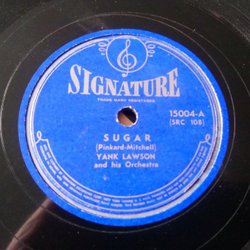 SIGNATURE
TRADE MARK REGISTERED
15004-A
(SRC 108)
SUGAR
(Pinkard-Mitchell)
YANK LAWSON
and his Orchestra